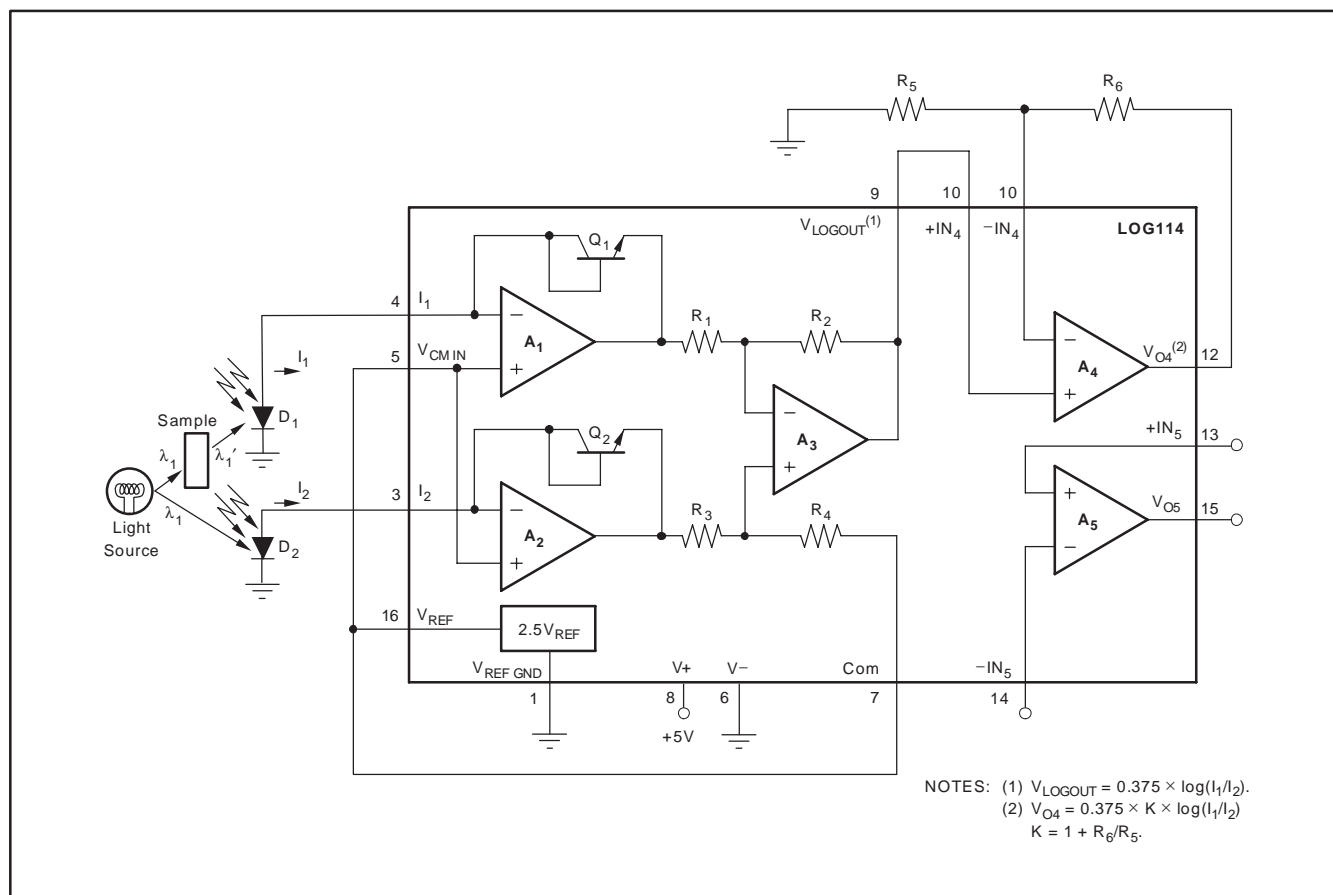 R5
R6
9
10
10
VLOGOUT(1)
+IN4
−IN4
LOG114
Q1
4
I1
−
A1
+
R1
R2
5
VCM IN
I1
D1
Sample
λ1
λ1'
−
A4
+
VO4(2)
12
−
A3
+
Q2
+IN5
13
3
I2
−
A2
+
R3
R4
I2
λ1
D2
Light
Source
+
A5
−
VO5
15
16
VREF
2.5VREF
VREF GND
1
V+
8
+5V
V−
6
Com
7
−IN5
14
NOTES: (1) VLOGOUT = 0.375 × log(I1/I2).
(2) VO4 = 0.375 × K × log(I1/I2)
K = 1 + R6/R5.